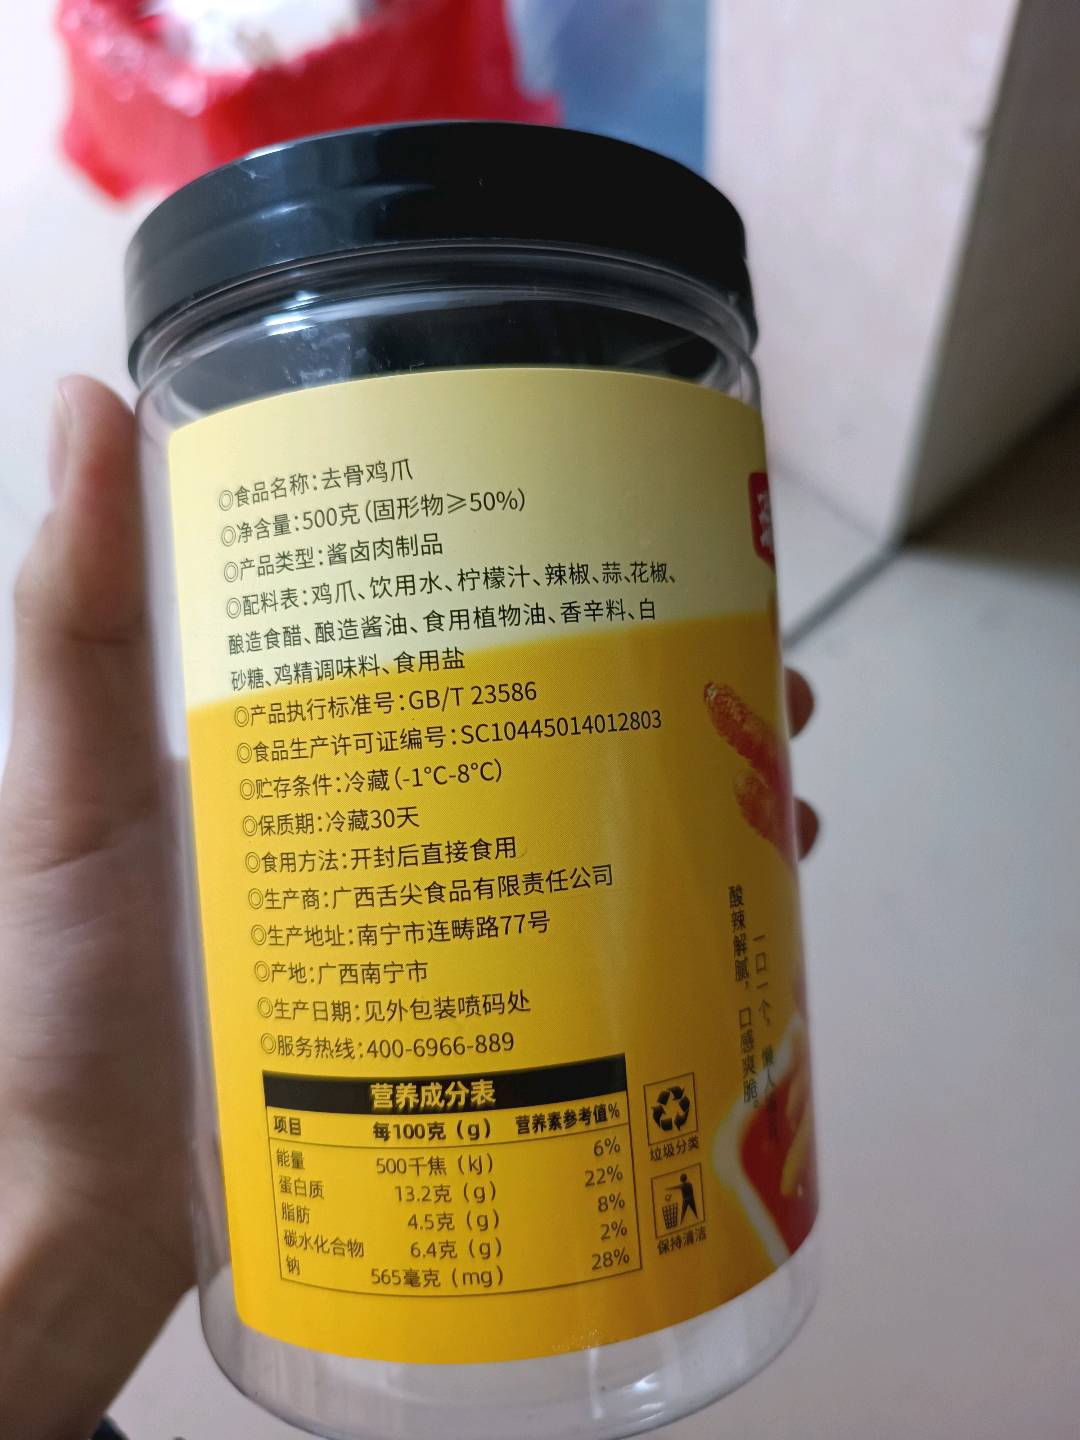 ◎食品名称:去骨鸡爪
◎净含量:500克(固形物≥50%)
◎产品类型:酱卤肉制品
◎配料表:鸡爪、饮用水、柠檬汁、辣椒、蒜、花椒、
酿造食醋、酿造酱油、食用植物油、香辛料、白
砂糖、鸡精调味料、食用盐
◎产品执行标准号:GB/T 23586
◎食品生产许可证编号:SC10445014012803
◎贮存条件:冷藏(-1℃-8℃)
◎保质期:冷藏30天
◎食用方法:开封后直接食用
◎生产商:广西舌尖食品有限责任公司
◎生产地址:南宁市连畴路77号
◎产地:广西南宁市
◎生产日期:见外包装喷码处
◎服务热线:400-6966-889
营养成分表
项目 每100克(g) 营养素参考值%
能量 500千焦(kJ) 6%
蛋白质 13.2克(g) 22%
脂肪 4.5克(g) 8%
碳水化合物 6.4克(g) 2%
钠 565毫克(mg) 28%
垃圾分类
保持清洁
一口一个,懒人
酸辣解腻,口感爽脆。